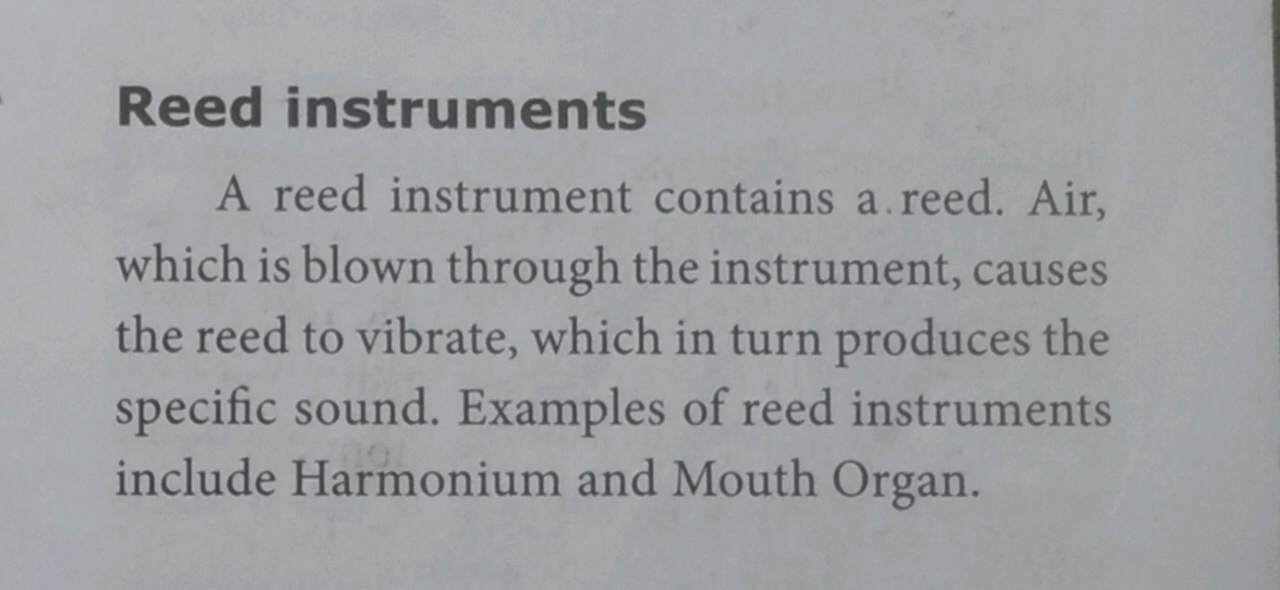 Reed instruments
A reed instrument contains a reed. Air,
which is blown through the instrument, causes
the reed to vibrate, which in turn produces the
specific sound. Examples of reed instruments
include Harmonium and Mouth Organ.